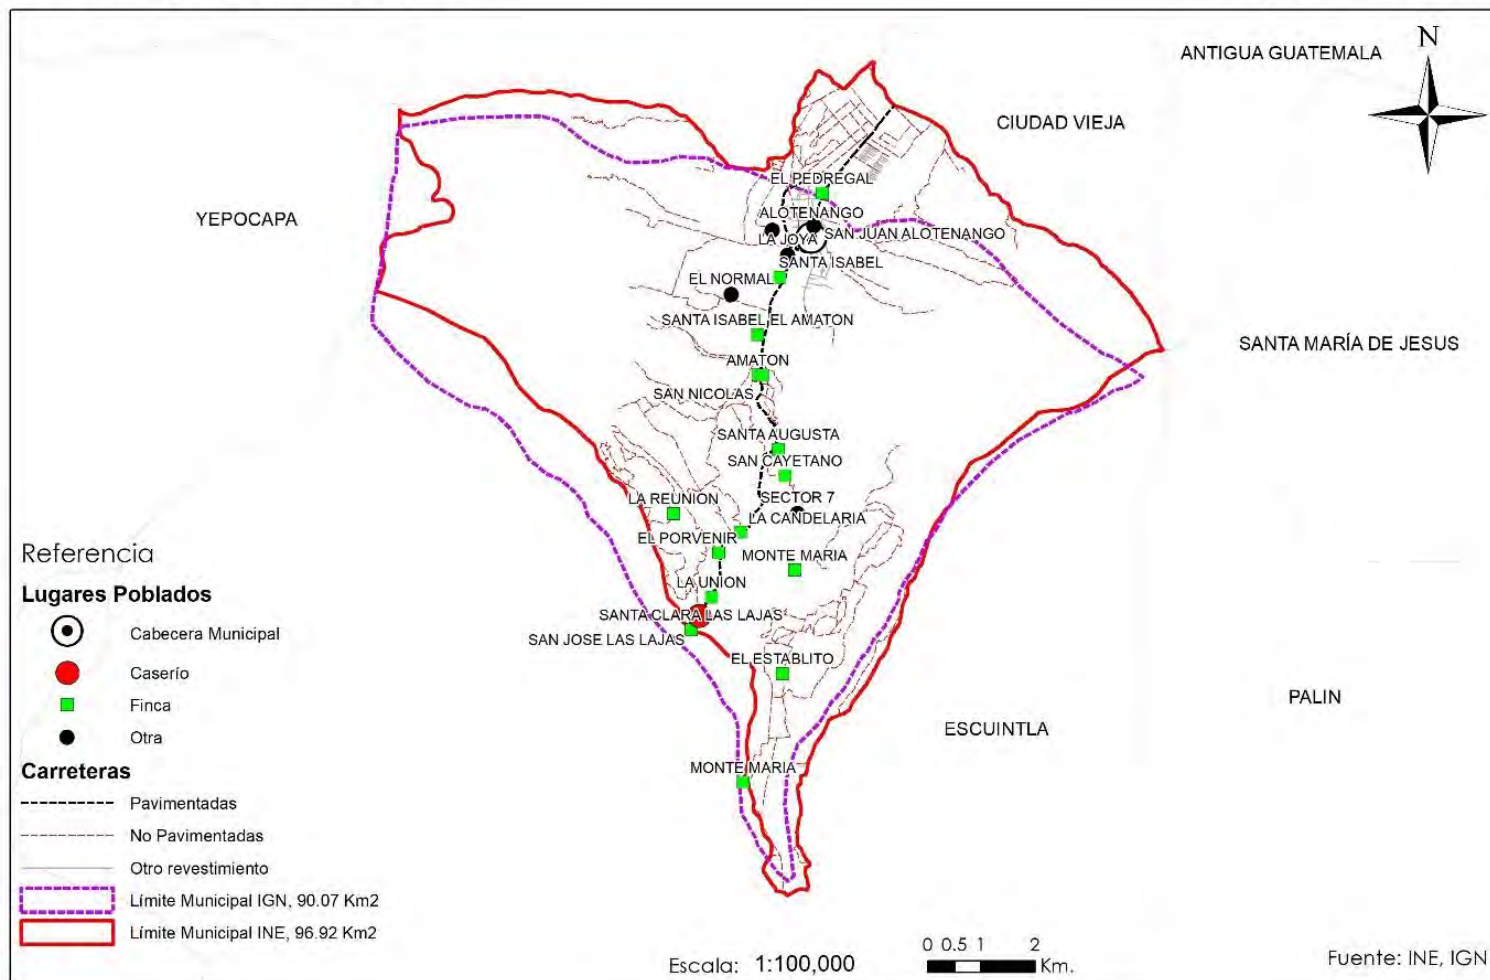 ANTIGUA GUATEMALA
N
CIUDAD VIEJA
YEPOCAPA
EL PEDREGAL
ALOTENANGO
SAN JUAN ALOTENANGO
LA JOYA
SANTA ISABEL
EL NORMAL
SANTA ISABEL EL AMATON
SANTA MARÍA DE JESUS
AMATON
SAN NICOLAS
SANTA AUGUSTA
SAN CAYETANO
LA REUNION
SECTOR 7
LA CANDELARIA
EL PORVENIR
MONTE MARIA
LA UNION
SANTA CLARA LAS LAJAS
SAN JOSE LAS LAJAS
EL ESTABLITO
PALIN
ESCUINTLA
MONTE MARIA
Referencia
Lugares Poblados
Cabecera Municipal
Caserío
Finca
Otra
Carreteras
Pavimentadas
No Pavimentadas
Otro revestimiento
Límite Municipal IGN, 90.07 Km2
Límite Municipal INE, 96.92 Km2
Escala: 1:100,000
0 0.5 1 2
Km.
Fuente: INE, IGN